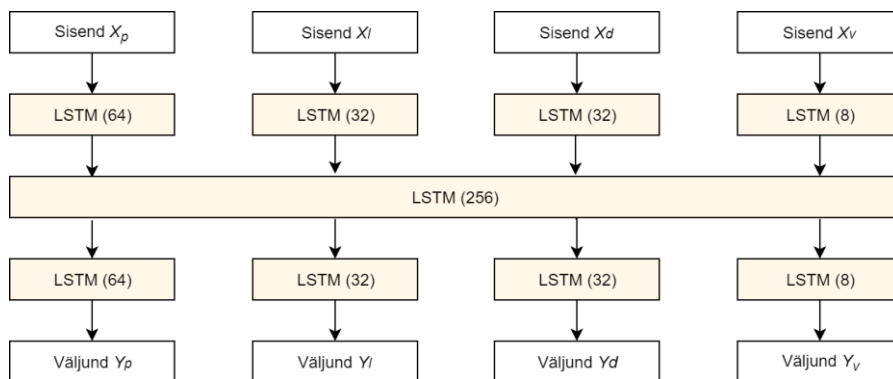 Sisend Xp
Sisend Xl
Sisend Xd
Sisend Xv
LSTM (64)
LSTM (32)
LSTM (32)
LSTM (8)
LSTM (256)
LSTM (64)
LSTM (32)
LSTM (32)
LSTM (8)
Väljund Yp
Väljund Yl
Väljund Yd
Väljund Yv